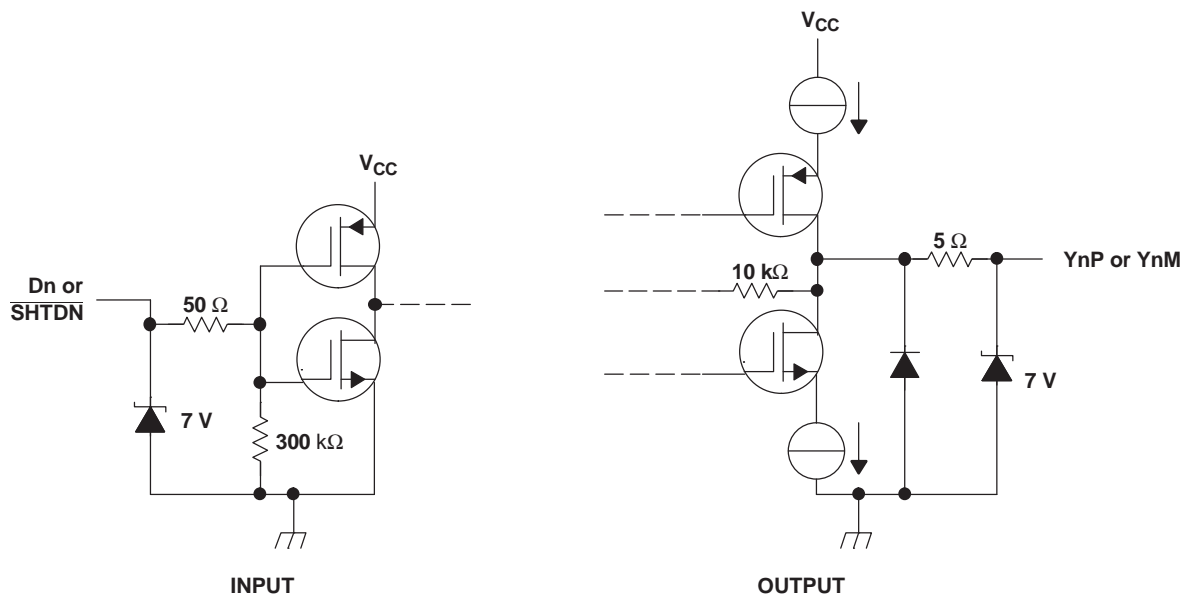 VCC
Dn or
SHTDN
50 Ω
7 V
300 kΩ
INPUT
VCC
10 kΩ
5 Ω
YnP or YnM
7 V
OUTPUT